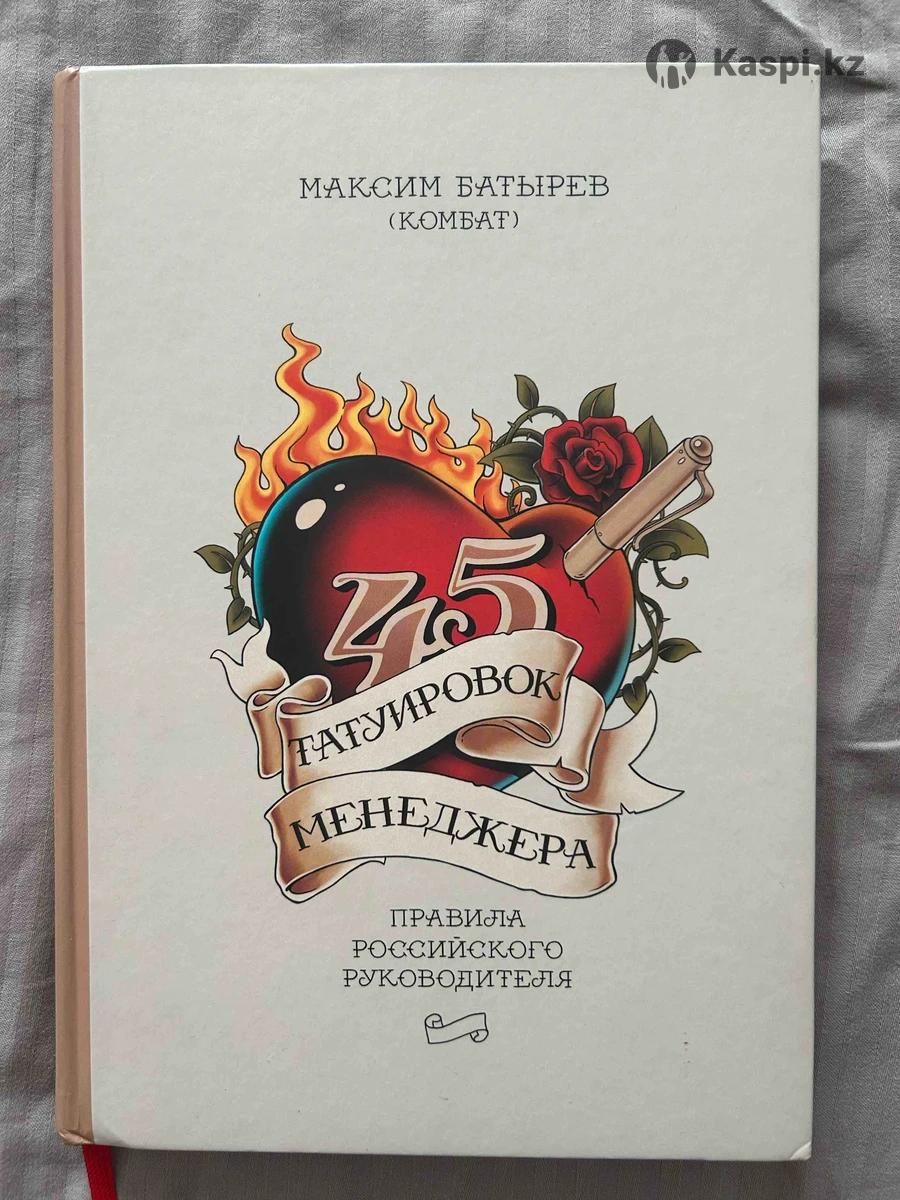 Kaspi.kz
МАКСИМ БАТЫРЕВ
(КОМБАТ)
45
ТАТУИРОВОК
МЕНЕДЖЕРА
ПРАВИЛА
РОССИЙСКОГО
РУКОВОДИТЕЛЯ